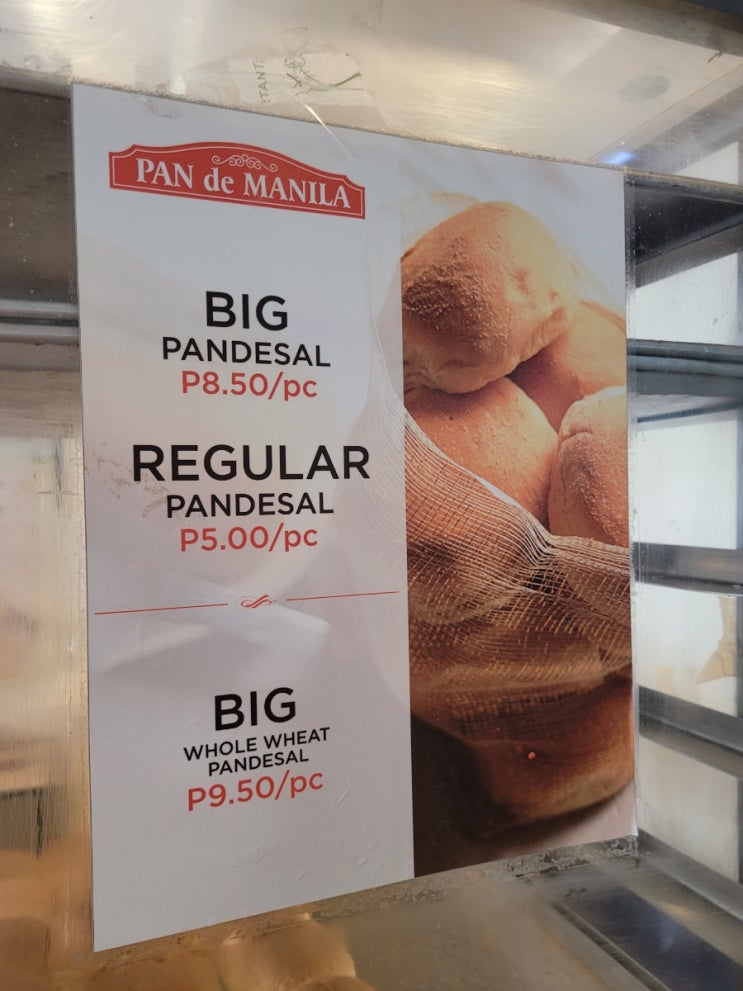 PAN de MANILA
BIG
PANDESAL
P8.50/pc
REGULAR
PANDESAL
P5.00/pc
BIG
WHOLE WHEAT
PANDESAL
P9.50/pc